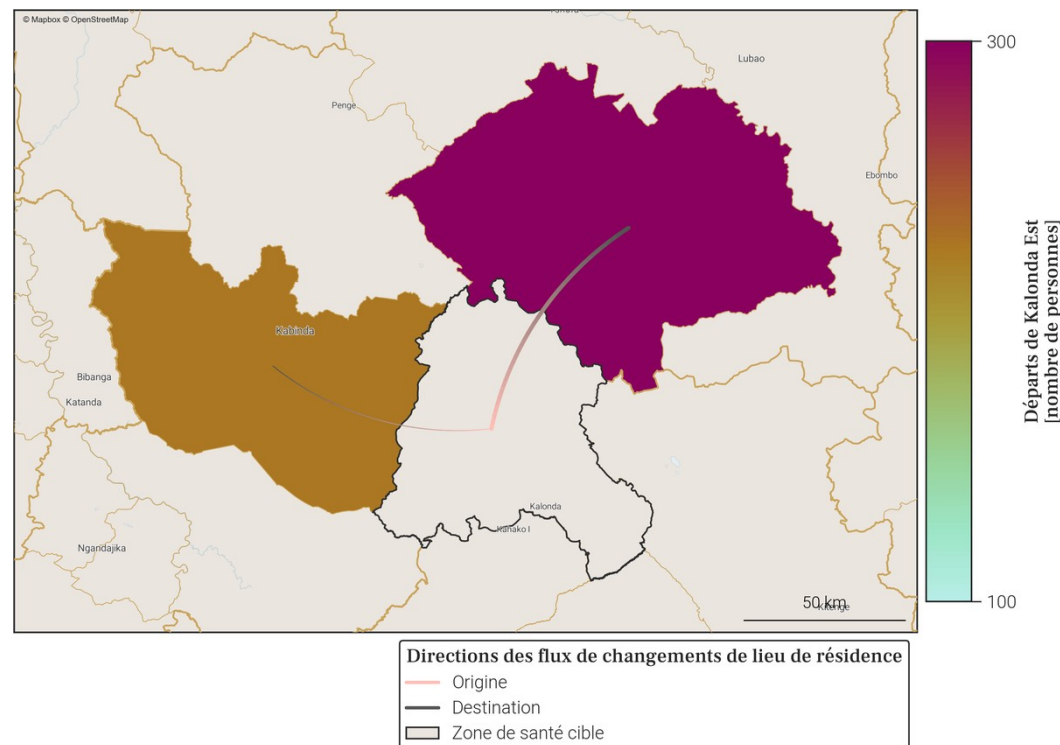 © Mapbox © OpenStreetMap
Lubao
Penge
Ebombo
Kabinda
Bibanga
Katanda
Kalonda
Kanako I
Ngandajika
50 km
Kitenge
300
100
Départs de Kalonda Est
[nombre de personnes]
Directions des flux de changements de lieu de résidence
Origine
Destination
Zone de santé cible